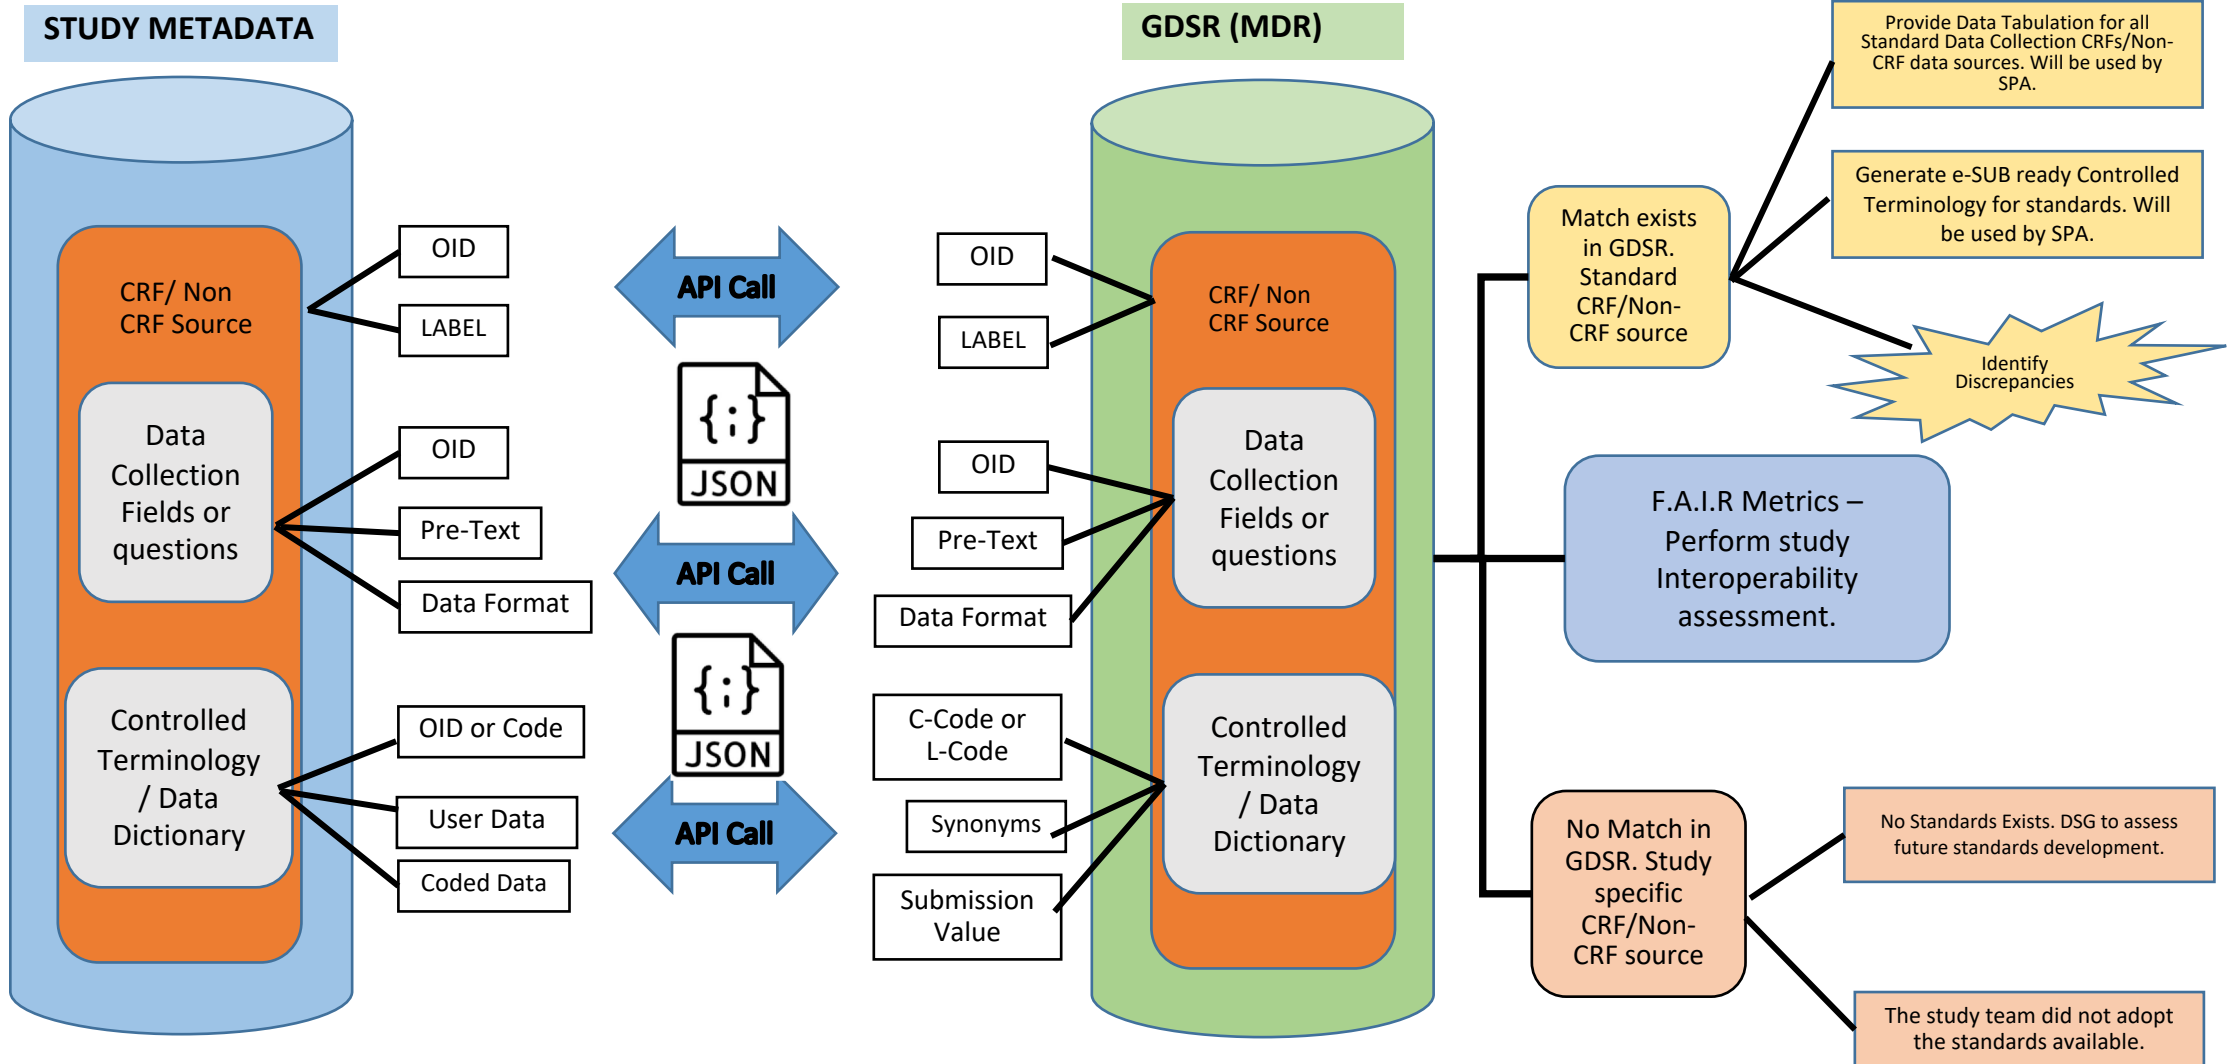 STUDY METADATA
CRF/ Non
CRF Source
OID
LABEL
Data
Collection
Fields or
questions
OID
Pre-Text
Data Format
Controlled
Terminology
/ Data
Dictionary
OID or Code
User Data
Coded Data
API Call
{;}
JSON
API Call
{;}
JSON
API Call
GDSR (MDR)
OID
LABEL
CRF/ Non
CRF Source
OID
Pre-Text
Data Format
Data
Collection
Fields or
questions
C-Code or
L-Code
Synonyms
Submission
Value
Controlled
Terminology
/ Data
Dictionary
Match exists
in GDSR.
Standard
CRF/Non-
CRF source
Provide Data Tabulation for all
Standard Data Collection CRFs/Non-
CRF data sources. Will be used by
SPA.
Generate e-SUB ready Controlled
Terminology for standards. Will
be used by SPA.
Identify
Discrepancies
F.A.I.R Metrics –
Perform study
Interoperability
assessment.
No Match in
GDSR. Study
specific
CRF/Non-
CRF source
No Standards Exists. DSG to assess
future standards development.
The study team did not adopt
the standards available.